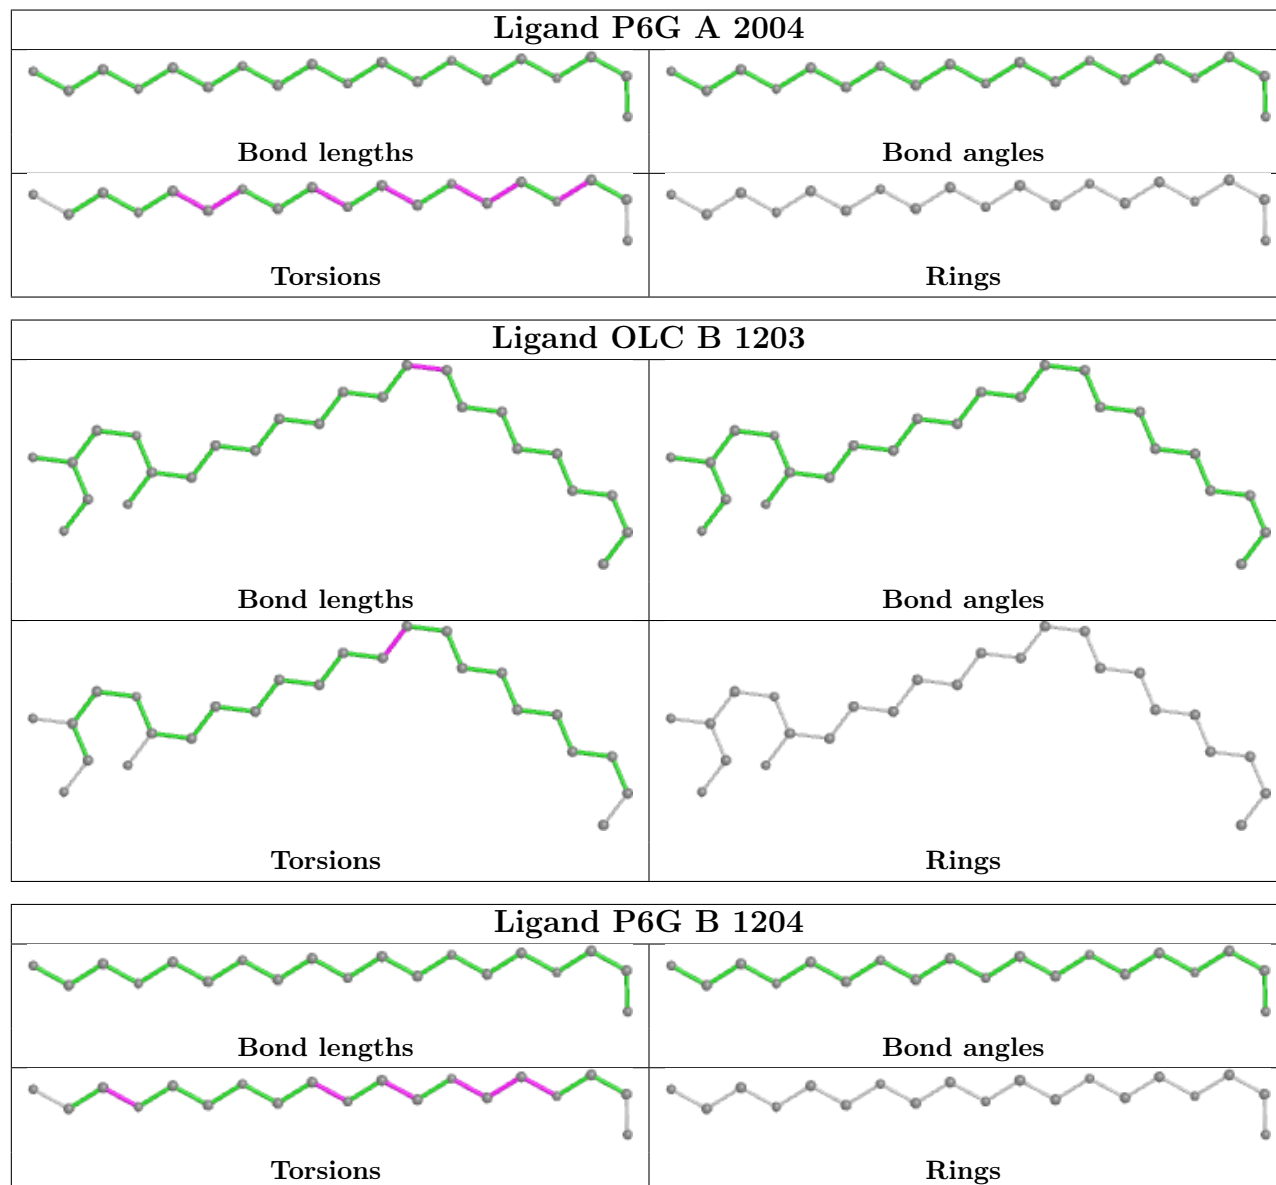 Ligand P6G A 2004
Bond lengths
Bond angles
Torsions
Rings
Ligand OLC B 1203
Bond lengths
Bond angles
Torsions
Rings
Ligand P6G B 1204
Bond lengths
Bond angles
Torsions
Rings